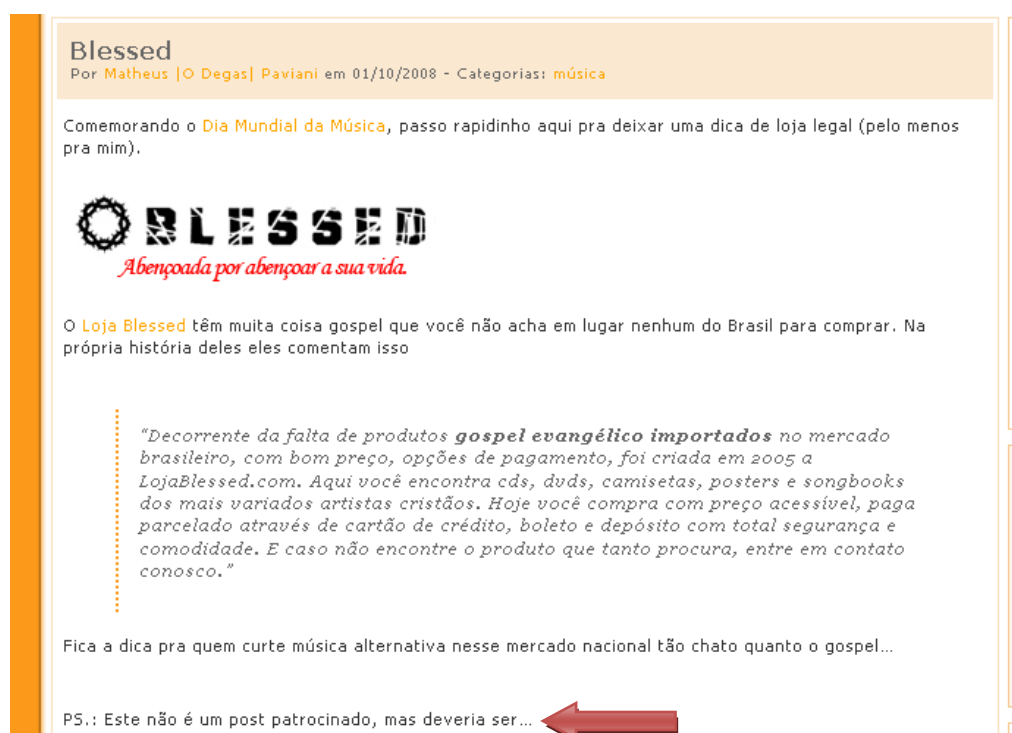 Blessed
Por Matheus |O Degas| Paviani em 01/10/2008 - Categorias: música
Comemorando o Dia Mundial da Música, passo rapidinho aqui pra deixar uma dica de loja legal (pelo menos
pra mim).
BLESSED
Abençoada por abençoar a sua vida.
O Loja Blessed têm muita coisa gospel que você não acha em lugar nenhum do Brasil para comprar. Na
própria história deles eles comentam isso
"Decorrente da falta de produtos gospel evangélico importados no mercado
brasileiro, com bom preço, opções de pagamento, foi criada em 2005 a
LojaBlessed.com. Aqui você encontra cds, dvds, camisetas, posters e songbooks
dos mais variados artistas cristãos. Hoje você compra com preço acessível, paga
parcelado através de cartão de crédito, boleto e depósito com total segurança e
comodidade. E caso não encontre o produto que tanto procura, entre em contato
conosco."
Fica a dica pra quem curte música alternativa nesse mercado nacional tão chato quanto o gospel...
PS.: Este não é um post patrocinado, mas deveria ser...